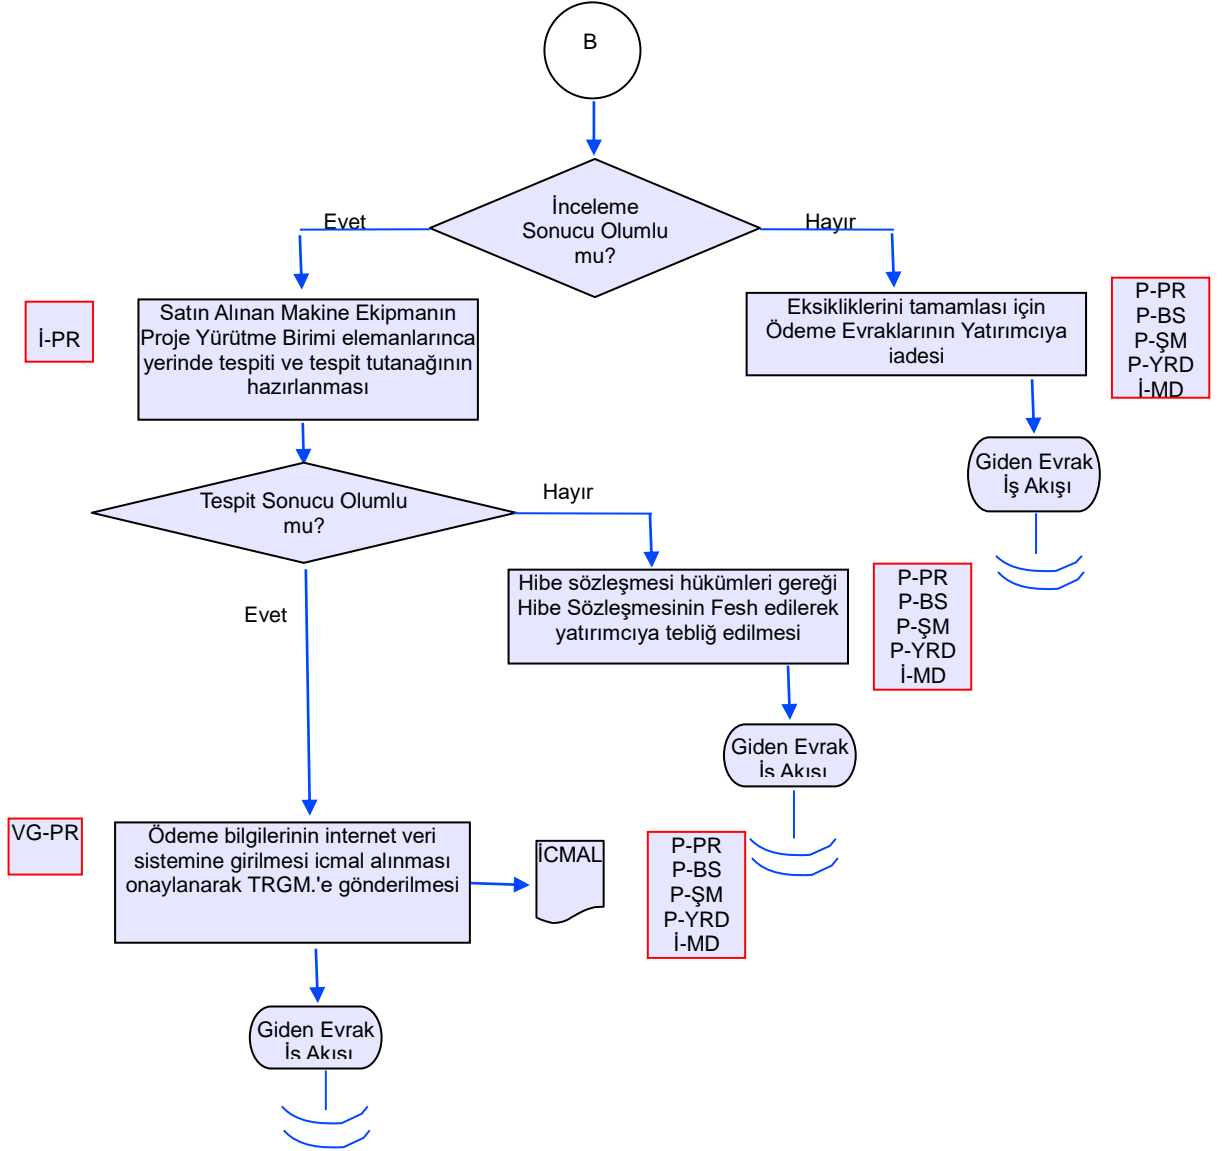 B
İnceleme
Sonucu Olumlu
mu?
Evet
Hayır
İ-PR
Satın Alınan Makine Ekipmanın
Proje Yürütme Birimi elemanlarınca
yerinde tespiti ve tespit tutanağının
hazırlanması
Eksikliklerini tamamlası için
Ödeme Evraklarının Yatırımcıya
iadesi
P-PR
P-BS
P-ŞM
P-YRD
İ-MD
Giden Evrak
İş Akışı
Tespit Sonucu Olumlu
mu?
Hayır
Evet
Hibe sözleşmesi hükümleri gereği
Hibe Sözleşmesinin Fesh edilerek
yatırımcıya tebliğ edilmesi
P-PR
P-BS
P-ŞM
P-YRD
İ-MD
Giden Evrak
İş Akışı
VG-PR
Ödeme bilgilerinin internet veri
sistemine girilmesi icmal alınması
onaylanarak TRGM.'e gönderilmesi
İCMAL
P-PR
P-BS
P-ŞM
P-YRD
İ-MD
Giden Evrak
İş Akışı